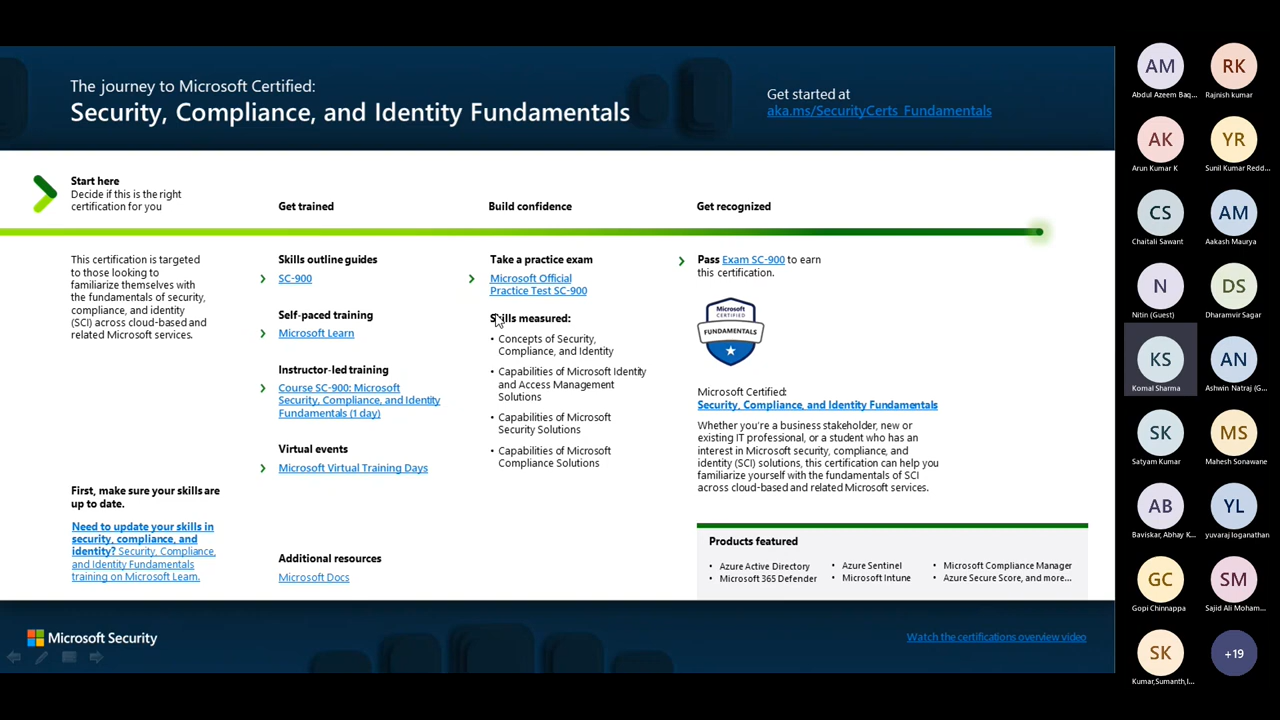 The journey to Microsoft Certified:
Security, Compliance, and Identity Fundamentals
Get started at
aka.ms/SecurityCerts_Fundamentals
Start here
Decide if this is the right
certification for you
Get trained
Build confidence
Get recognized
This certification is targeted
to those looking to
familiarize themselves with
the fundamentals of security,
compliance, and identity
(SCI) across cloud-based and
related Microsoft services.
First, make sure your skills are
up to date.
Need to update your skills in
security, compliance, and
identity? Security, Compliance,
and Identity Fundamentals
training on Microsoft Learn.
Skills outline guides
SC-900
Self-paced training
Microsoft Learn
Instructor-led training
Course SC-900: Microsoft
Security, Compliance, and Identity
Fundamentals (1 day)
Virtual events
Microsoft Virtual Training Days
Additional resources
Microsoft Docs
Take a practice exam
Microsoft Official
Practice Test SC-900
Skills measured:
• Concepts of Security,
Compliance, and Identity
• Capabilities of Microsoft Identity
and Access Management
Solutions
• Capabilities of Microsoft
Security Solutions
• Capabilities of Microsoft
Compliance Solutions
Pass Exam SC-900 to earn
this certification.
Microsoft
CERTIFIED
FUNDAMENTALS
Microsoft Certified:
Security, Compliance, and Identity Fundamentals
Whether you're a business stakeholder, new or
existing IT professional, or a student who has an
interest in Microsoft security, compliance, and
identity (SCI) solutions, this certification can help you
familiarize yourself with the fundamentals of SCI
across cloud-based and related Microsoft services.
Products featured
• Azure Active Directory
• Microsoft 365 Defender
• Azure Sentinel
• Microsoft Intune
• Microsoft Compliance Manager
• Azure Secure Score, and more...
Microsoft Security
Watch the certifications overview video
AM
Abdul Azeem Baq...
RK
Rajnish kumar
AK
Arun Kumar K
YR
Sunil Kumar Redd...
CS
Chaitali Sawant
AM
Aakash Maurya
N
Nitin (Guest)
DS
Dharamvir Sagar
KS
Komal Sharma
AN
Ashwin Natraj (G...
SK
Satyam Kumar
MS
Mahesh Sonawane
AB
Baviskar, Abhay K...
YL
yuvaraj loganathan
GC
Gopi Chinnappa
SM
Sajid Ali Moham...
SK
Kumar,Sumanth,I...
+19